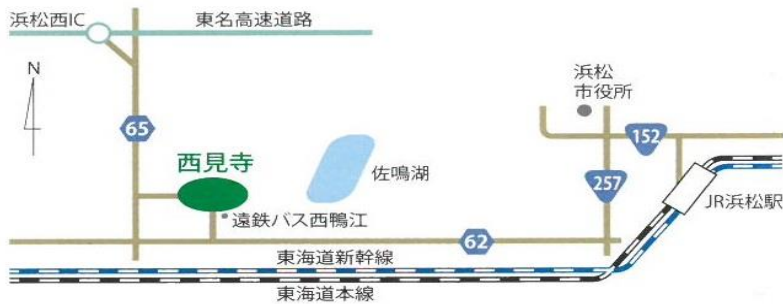 浜松西IC
東名高速道路
N
浜松
市役所
65
152
西見寺
佐鳴湖
257
JR浜松駅
遠鉄バス西鴨江
62
東海道新幹線
東海道本線